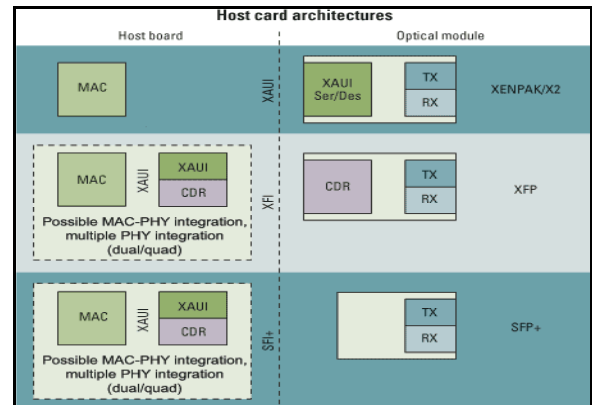 Host card architectures
Host board
Optical module
MAC
XAUI
XAUI
Ser/Des
TX
RX
XENPAK/X2
MAC
XAUI
XAUI
CDR
Possible MAC-PHY integration,
multiple PHY integration
(dual/quad)
XFI
CDR
TX
RX
XFP
MAC
XAUI
XAUI
CDR
Possible MAC-PHY integration,
multiple PHY integration
(dual/quad)
SFI+
TX
RX
SFP+